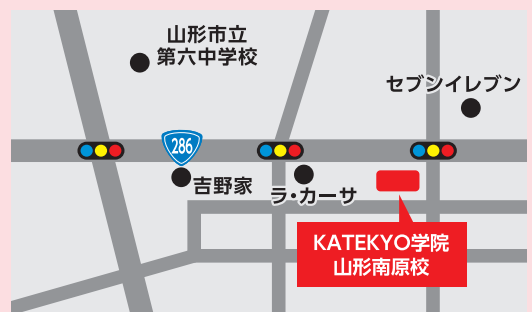 山形市立
第六中学校
セブンイレブン
286
吉野家
ラ・カーサ
KATEKYO学院
山形南原校